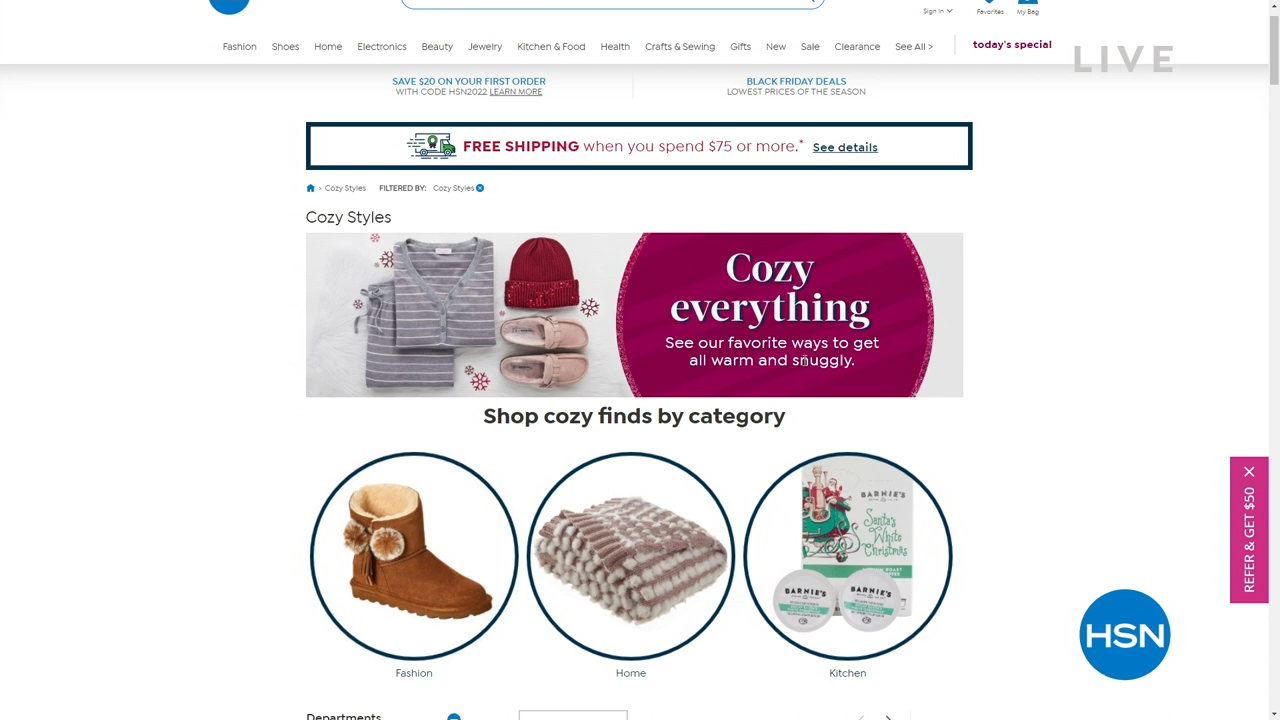 Sign In
Favorites
My Bag
Fashion
Shoes
Home
Electronics
Beauty
Jewelry
Kitchen & Food
Health
Crafts & Sewing
Gifts
New
Sale
Clearance
See All >
today's special
LIVE
SAVE $20 ON YOUR FIRST ORDER
WITH CODE HSN2022 LEARN MORE
BLACK FRIDAY DEALS
LOWEST PRICES OF THE SEASON
FREE SHIPPING when you spend $75 or more.* See details
> Cozy Styles FILTERED BY: Cozy Styles
Cozy Styles
Cozy
everything
See our favorite ways to get
all warm and snuggly.
Shop cozy finds by category
BARNIE'S
Santa's
White
Christmas
BARNIE'S
BARNIE'S
Fashion
Home
Kitchen
REFER & GET $50
HSN
Departments